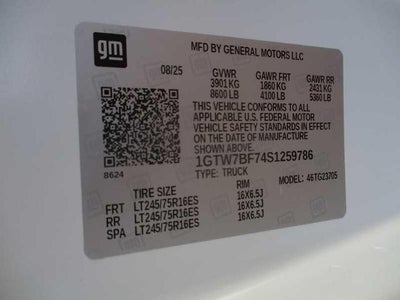 gm
MFD BY GENERAL MOTORS LLC
08/25 GVWR GAWR FRT GAWR RR
3901 KG 1860 KG 2431 KG
8600 LB 4100 LB 5360 LB
THIS VEHICLE CONFORMS TO ALL
APPLICABLE U.S. FEDERAL MOTOR
VEHICLE SAFETY STANDARDS IN EFFECT
ON THE DATE OF MANUFACTURE
SHOWN ABOVE.
1GTW7BF74S1259786
8624 TYPE: TRUCK MODEL: 46TG23705
TIRE SIZE RIM
FRT LT245/75R16ES 16X6.5J
RR LT245/75R16ES 16X6.5J
SPA LT245/75R16ES 16X6.5J